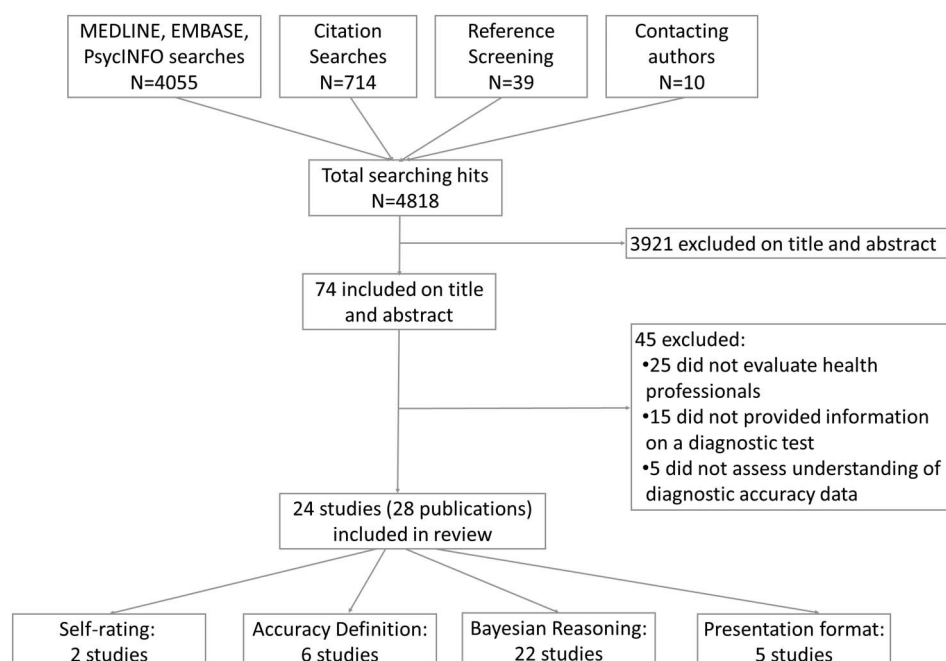 MEDLINE, EMBASE,
PsycINFO searches
N=4055
Citation
Searches
N=714
Reference
Screening
N=39
Contacting
authors
N=10
Total searching hits
N=4818
3921 excluded on title and abstract
74 included on title
and abstract
45 excluded:
•25 did not evaluate health
professionals
•15 did not provided information
on a diagnostic test
•5 did not assess understanding of
diagnostic accuracy data
24 studies (28 publications)
included in review
Self-rating:
2 studies
Accuracy Definition:
6 studies
Bayesian Reasoning:
22 studies
Presentation format:
5 studies